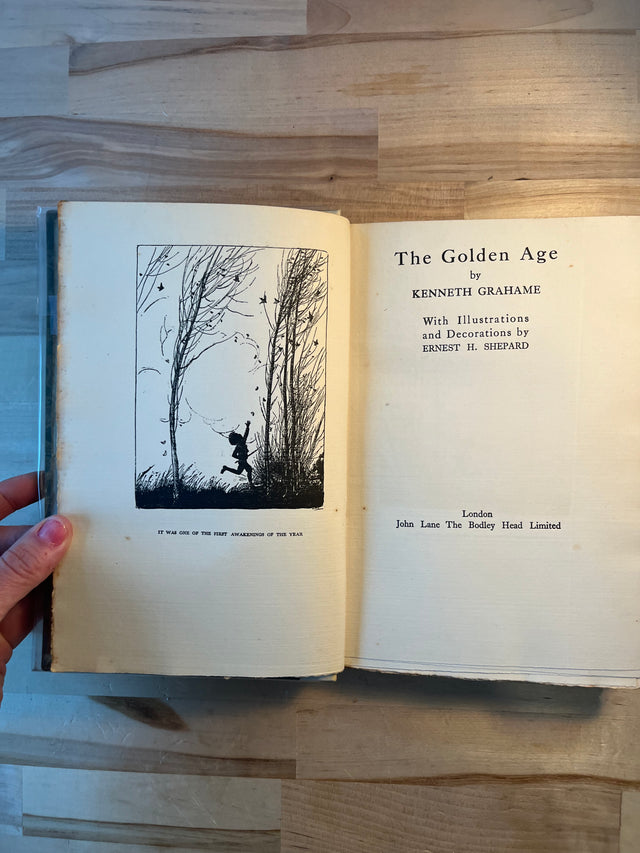 IT WAS ONE OF THE FIRST AWAKENINGS OF THE YEAR
The Golden Age
by
KENNETH GRAHAME
With Illustrations
and Decorations by
ERNEST H. SHEPARD
London
John Lane The Bodley Head Limited